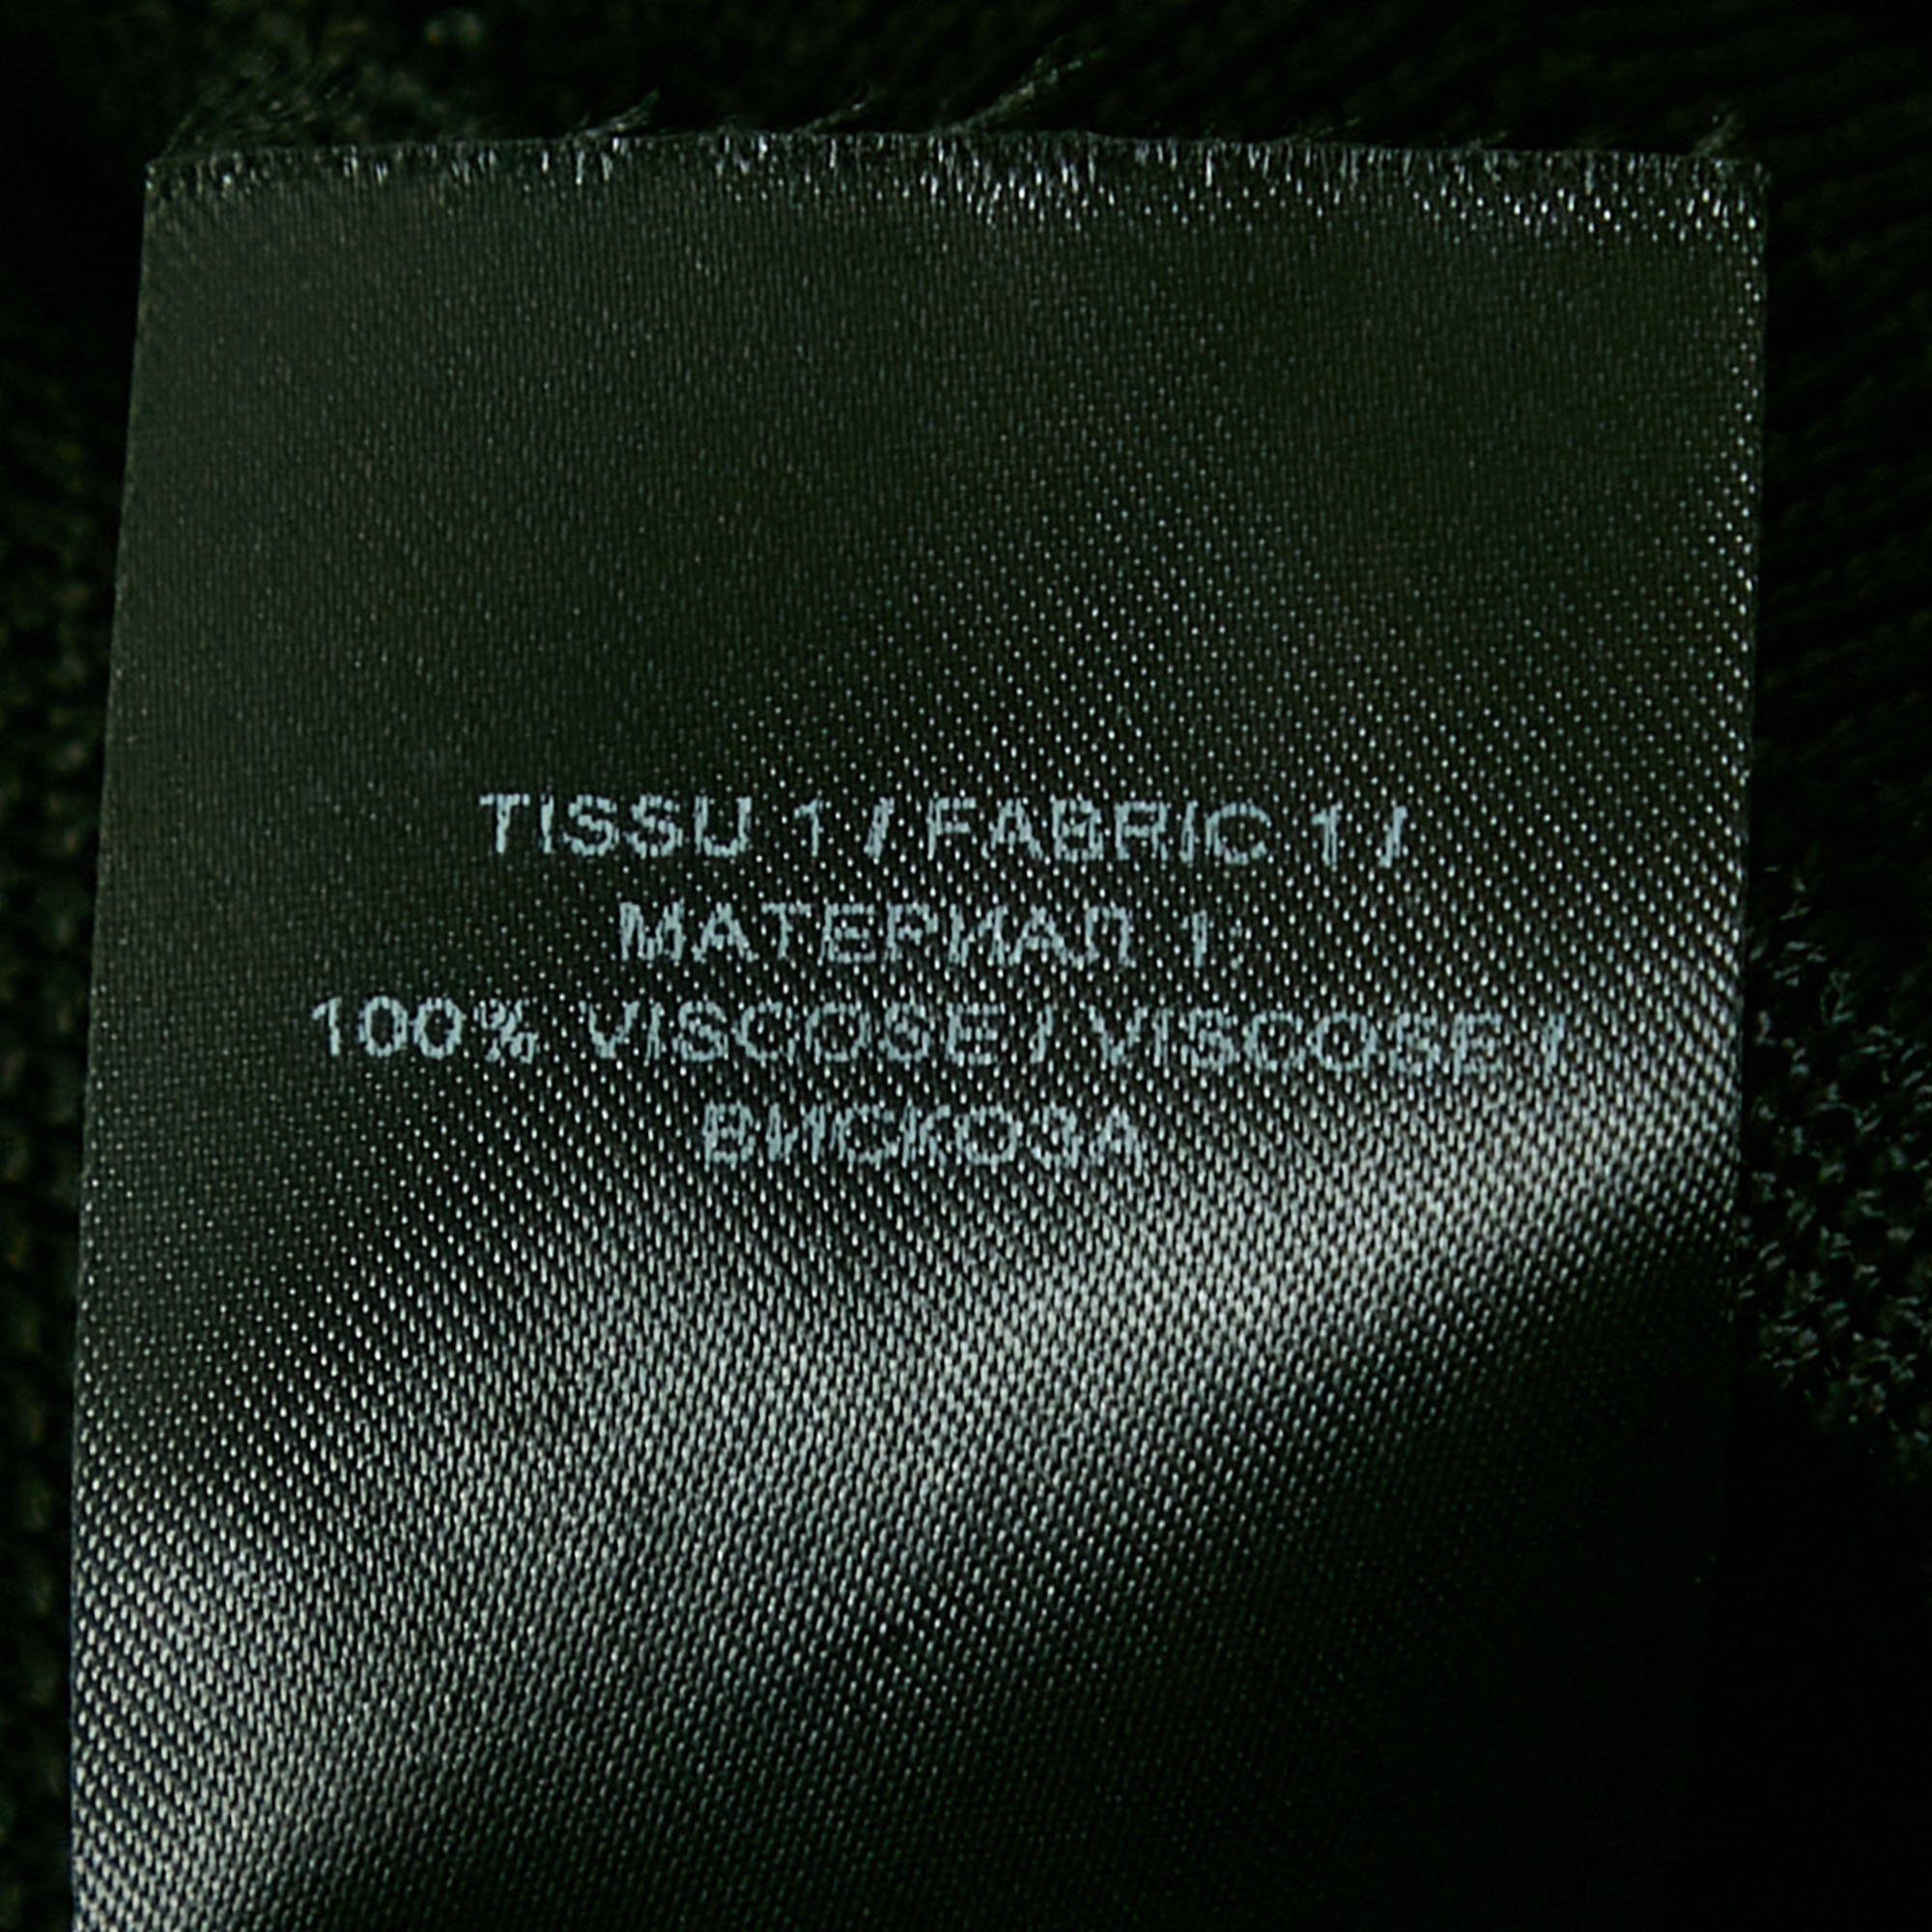 TISSU 1 / FABRIC 1 /
МАТЕРИАЛ 1:
100% VISCOSE / VISCOSE /
ВИСКОЗА